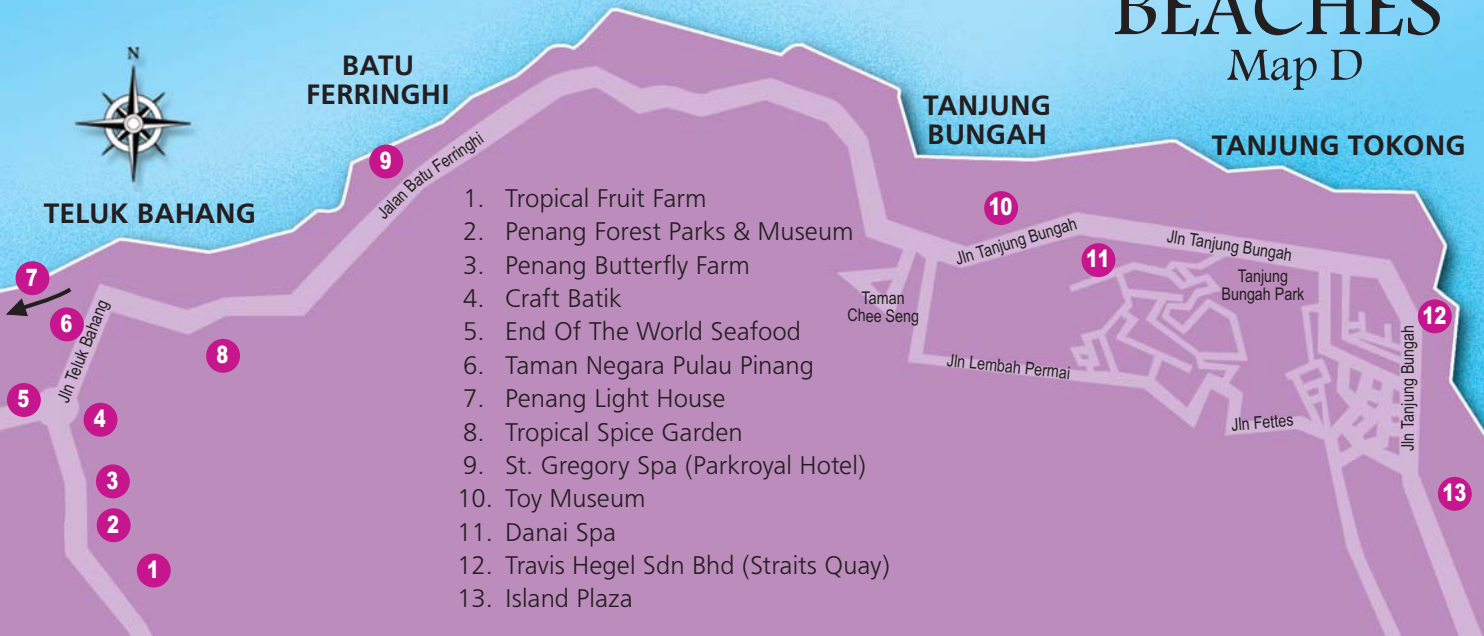 BEACHES
Map D
N
BATU
FERRINGHI
TANJUNG
BUNGAH
TANJUNG TOKONG
TELUK BAHANG
9
Jalan Batu Ferringhi
7
6
Jln Teluk Bahang
8
5
4
3
2
1
1. Tropical Fruit Farm
2. Penang Forest Parks & Museum
3. Penang Butterfly Farm
4. Craft Batik
5. End Of The World Seafood
6. Taman Negara Pulau Pinang
7. Penang Light House
8. Tropical Spice Garden
9. St. Gregory Spa (Parkroyal Hotel)
10. Toy Museum
11. Danai Spa
12. Travis Hegel Sdn Bhd (Straits Quay)
13. Island Plaza
10
Jln Tanjung Bungah
11
Jln Tanjung Bungah
Tanjung
Bungah Park
Taman
Chee Seng
12
Jln Tanjung Bungah
Jln Lembah Permai
Jln Fettes
13